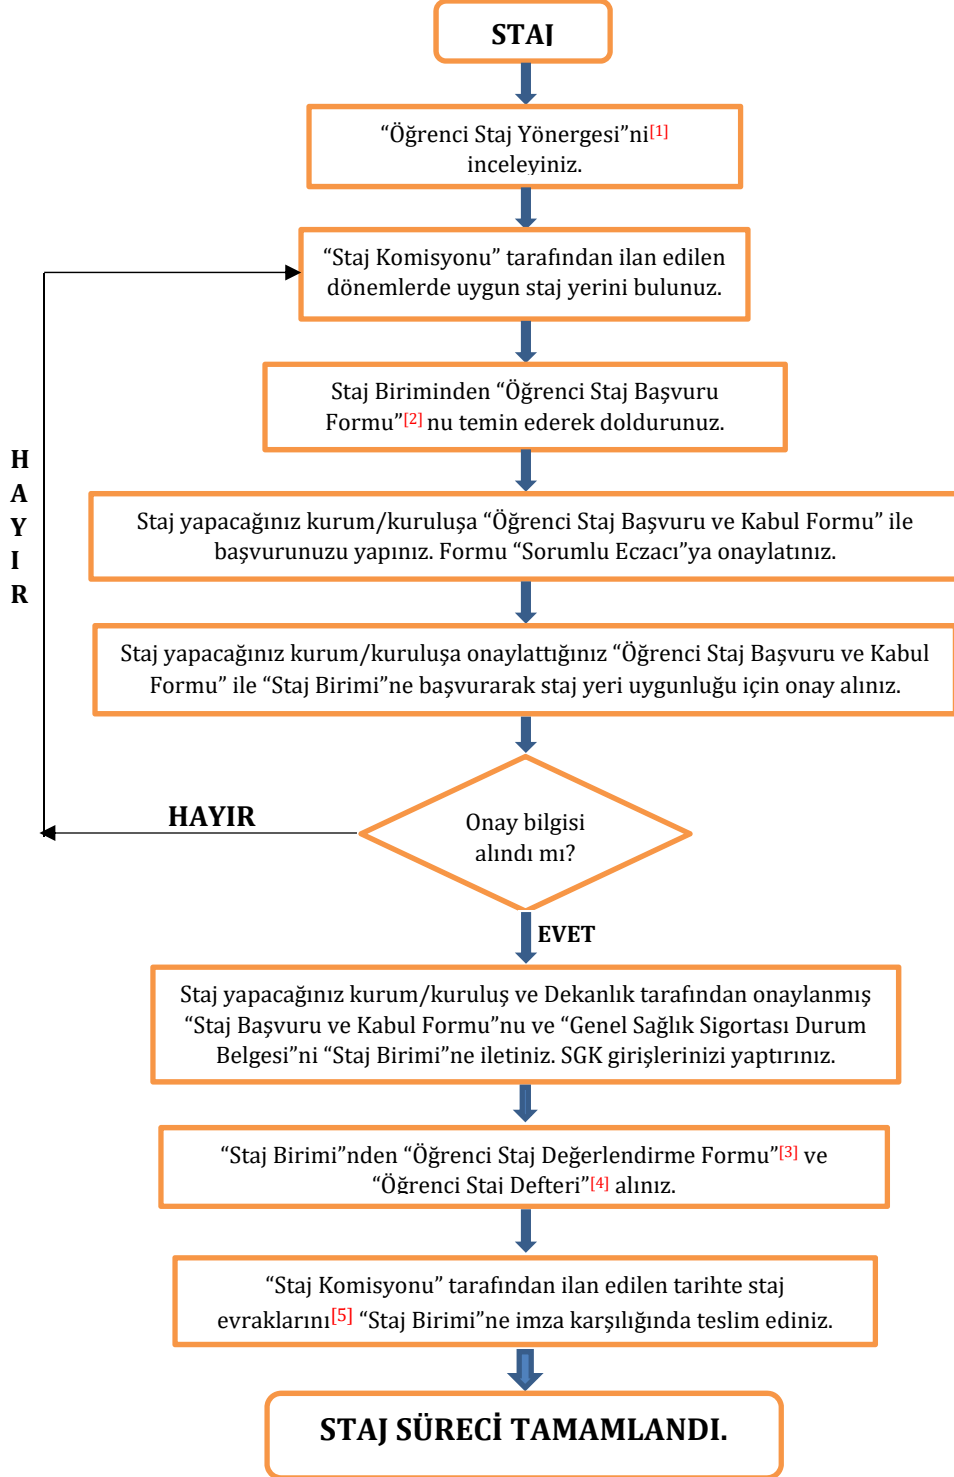 STAJ
“Öğrenci Staj Yönergesi”ni[1]
inceleyiniz.
“Staj Komisyonu” tarafından ilan edilen
dönemlerde uygun staj yerini bulunuz.
Staj Biriminden “Öğrenci Staj Başvuru
Formu”[2] nu temin ederek doldurunuz.
H
A
Y
I
R
Staj yapacağınız kurum/kuruluşa “Öğrenci Staj Başvuru ve Kabul Formu” ile
başvurunuzu yapınız. Formu “Sorumlu Eczacı”ya onaylatınız.
Staj yapacağınız kurum/kuruluşa onaylattığınız “Öğrenci Staj Başvuru ve Kabul
Formu” ile “Staj Birimi”ne başvurarak staj yeri uygunluğu için onay alınız.
HAYIR
Onay bilgisi
alındı mı?
EVET
Staj yapacağınız kurum/kuruluş ve Dekanlık tarafından onaylanmış
“Staj Başvuru ve Kabul Formu”nu ve “Genel Sağlık Sigortası Durum
Belgesi”ni “Staj Birimi”ne iletiniz. SGK girişlerinizi yaptırınız.
“Staj Birimi”nden “Öğrenci Staj Değerlendirme Formu”[3] ve
“Öğrenci Staj Defteri”[4] alınız.
“Staj Komisyonu” tarafından ilan edilen tarihte staj
evraklarını[5] “Staj Birimi”ne imza karşılığında teslim ediniz.
STAJ SÜRECİ TAMAMLANDI.